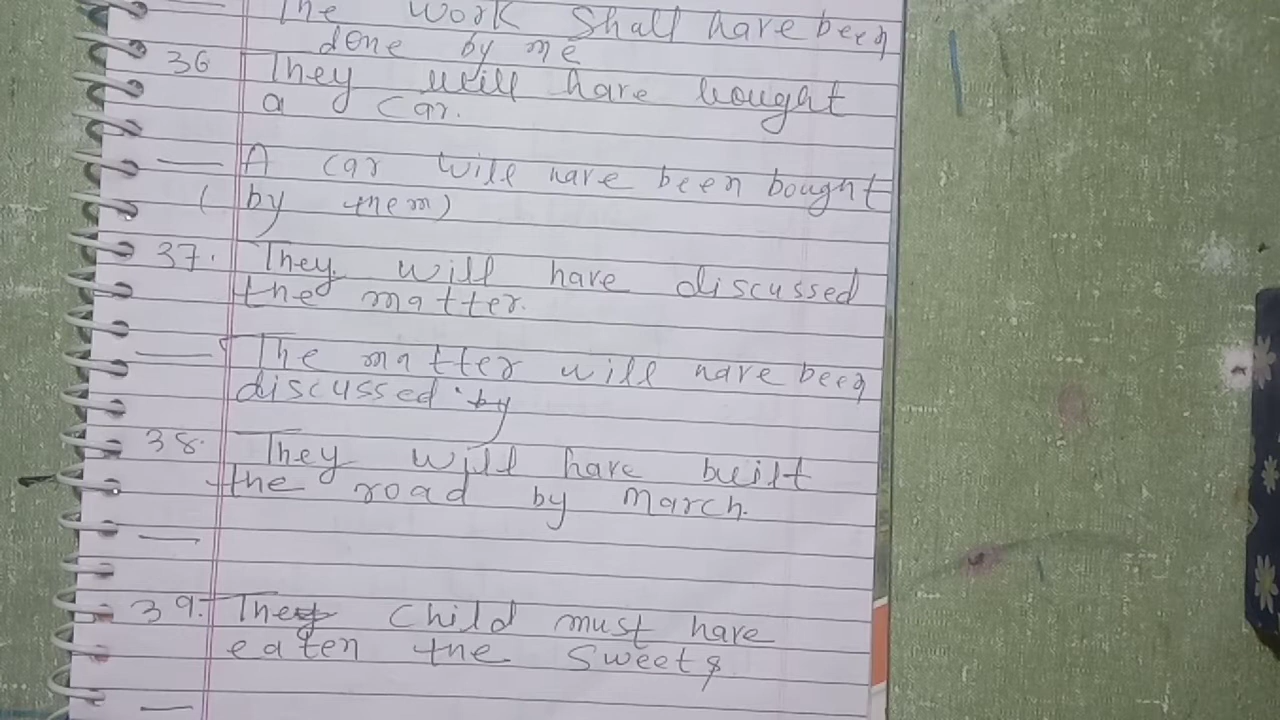 The work Shall have been
done by me
36 They will have bought
a car.
— A car will have been bought
(by them)
37. They will have discussed
the matter.
— The matter will have been
discussed by
38. They will have built
the road by March.
—
39. They child must have
eaten the sweets
—